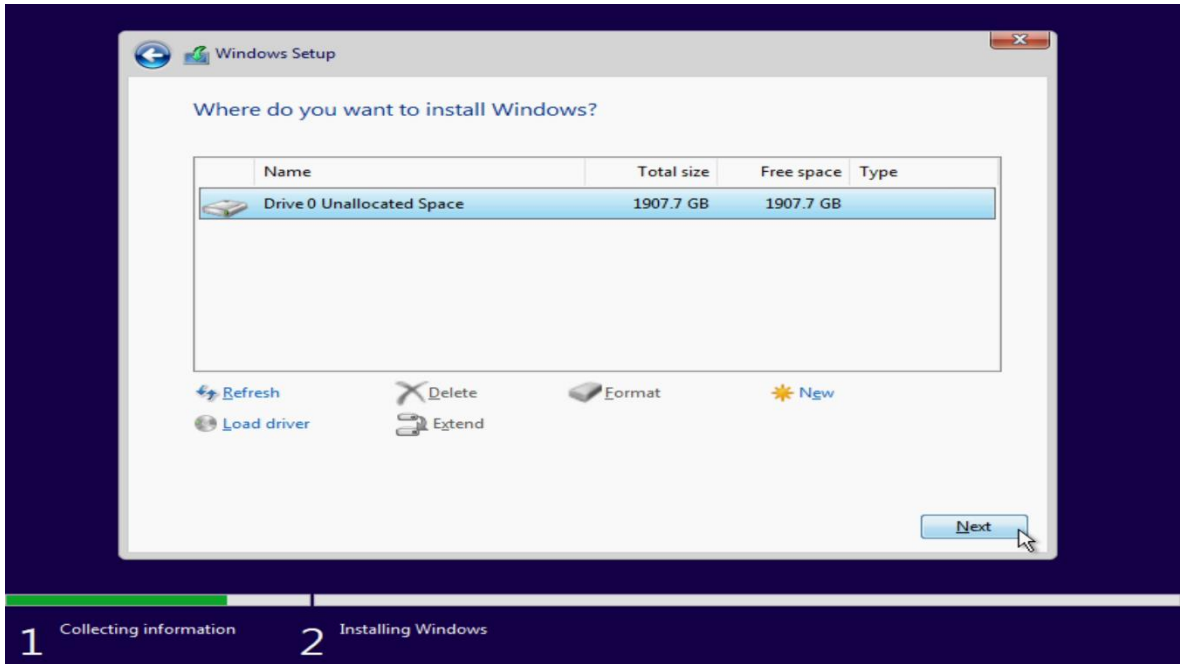 Windows Setup
Where do you want to install Windows?
Name Total size Free space Type
Drive 0 Unallocated Space 1907.7 GB 1907.7 GB
Refresh Delete Format New
Load driver Extend
Next
1 Collecting information 2 Installing Windows